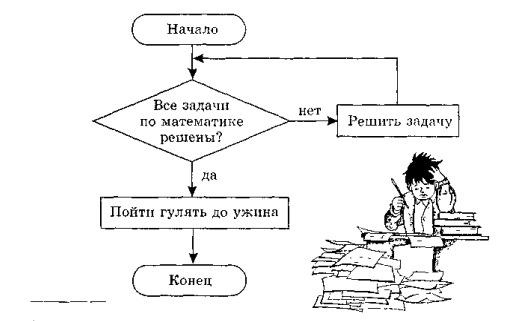 Начало
Все задачи
по математике
решены?
нет
Решить задачу
да
Пойти гулять до ужина
Конец